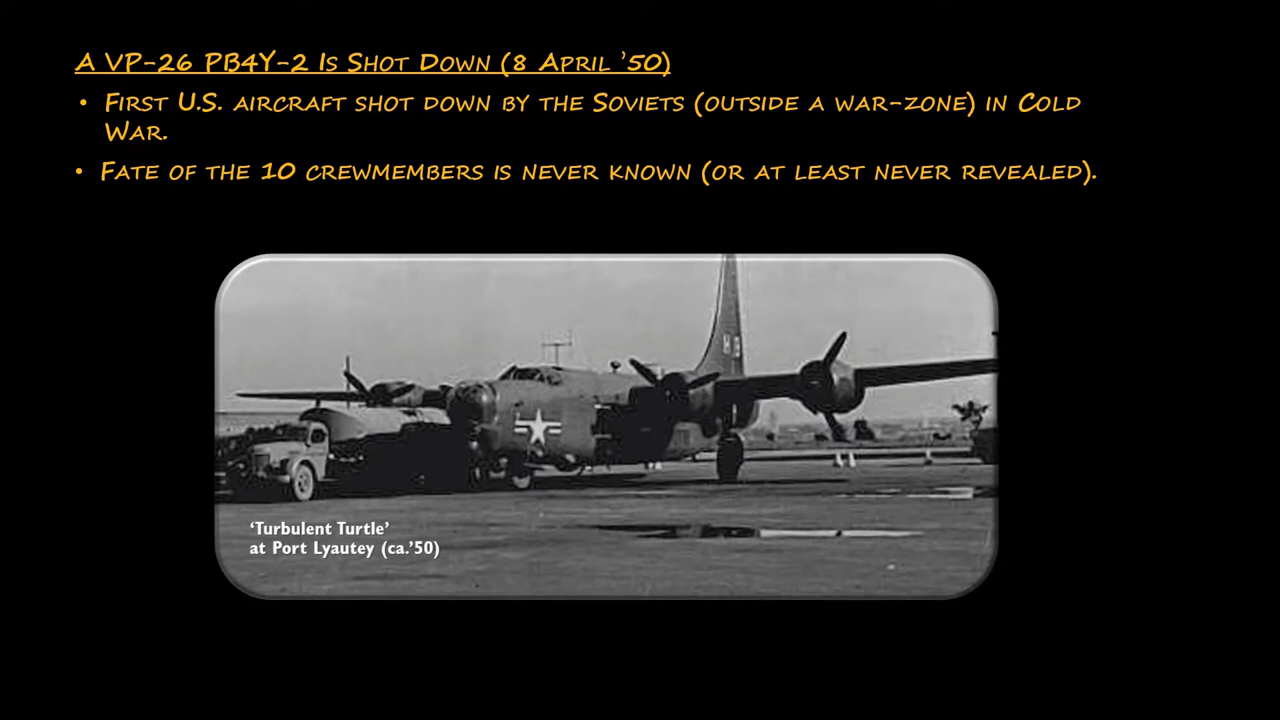 A VP-26 PB4Y-2 Is Shot Down (8 April ’50)
• First U.S. aircraft shot down by the Soviets (outside a war-zone) in Cold
War.
• Fate of the 10 crewmembers is never known (or at least never revealed).
‘Turbulent Turtle’
at Port Lyautey (ca.’50)